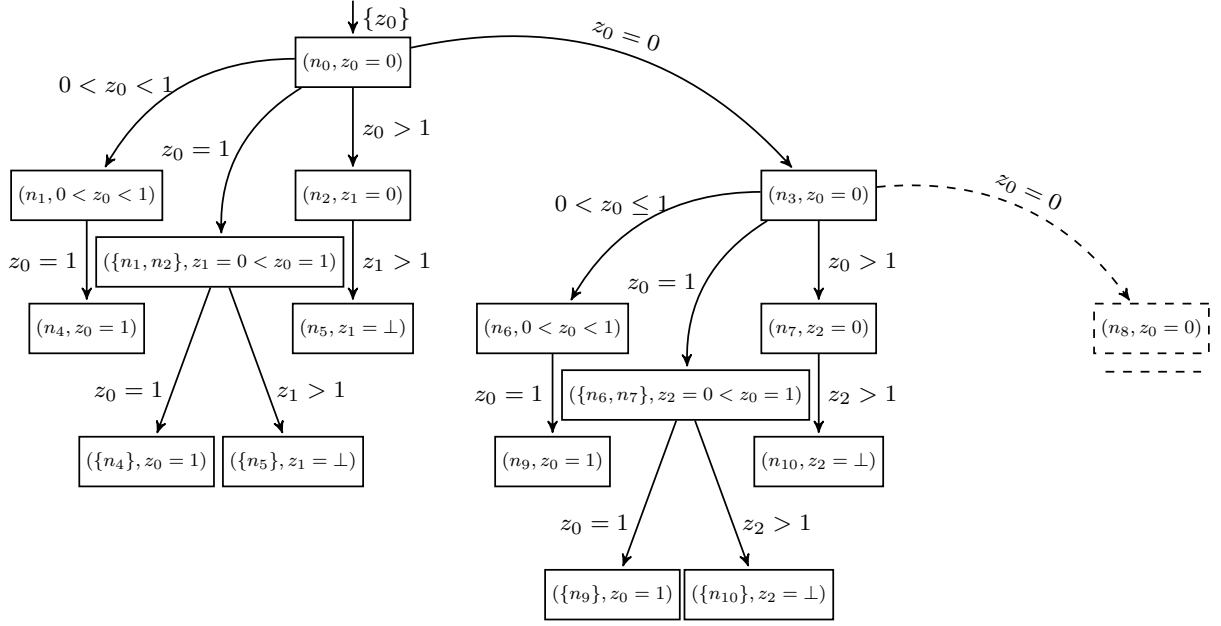 {z₀}
(n₀, z₀ = 0)
z₀ = 0
0 < z₀ < 1
z₀ = 1
z₀ > 1
(n₁, 0 < z₀ < 1)
(n₂, z₁ = 0)
(n₃, z₀ = 0)
z₀ = 0
0 < z₀ ≤ 1
z₀ = 1
({n₁, n₂}, z₁ = 0 < z₀ = 1)
z₁ > 1
z₀ = 1
z₀ > 1
(n₄, z₀ = 1)
(n₅, z₁ = ⊥)
(n₆, 0 < z₀ < 1)
(n₇, z₂ = 0)
(n₈, z₀ = 0)
z₀ = 1
z₁ > 1
z₀ = 1
({n₆, n₇}, z₂ = 0 < z₀ = 1)
z₂ > 1
({n₄}, z₀ = 1)
({n₅}, z₁ = ⊥)
(n₉, z₀ = 1)
(n₁₀, z₂ = ⊥)
z₀ = 1
z₂ > 1
({n₉}, z₀ = 1)
({n₁₀}, z₂ = ⊥)